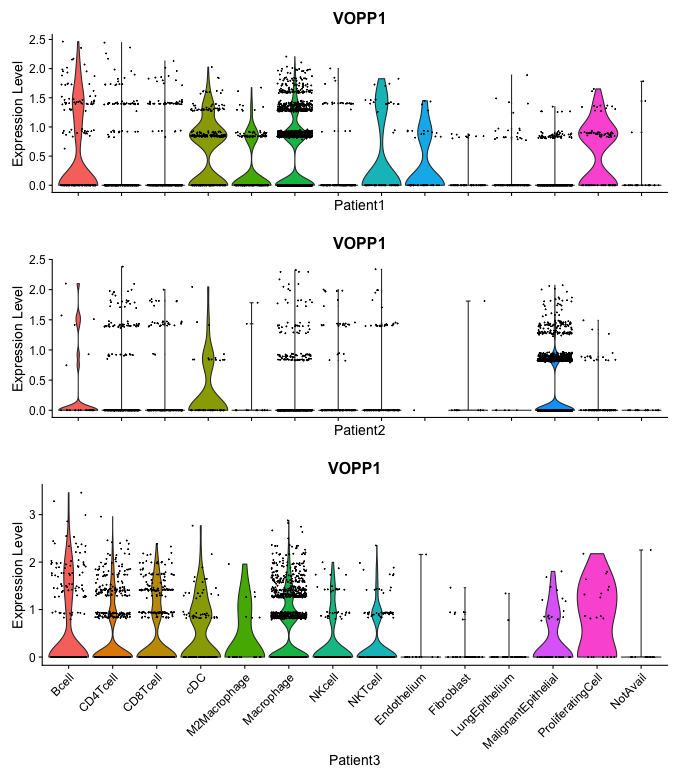 VOPP1
Expression Level
2.5
2.0
1.5
1.0
0.5
0.0
Patient1
VOPP1
Expression Level
2.5
2.0
1.5
1.0
0.5
0.0
Patient2
VOPP1
Expression Level
3
2
1
0
Bcell
CD4Tcell
CD8Tcell
cDC
M2Macrophage
Macrophage
NKcell
NKTcell
Endothelium
Fibroblast
LungEpithelium
MalignantEpithelial
ProliferatingCell
NotAvail
Patient3